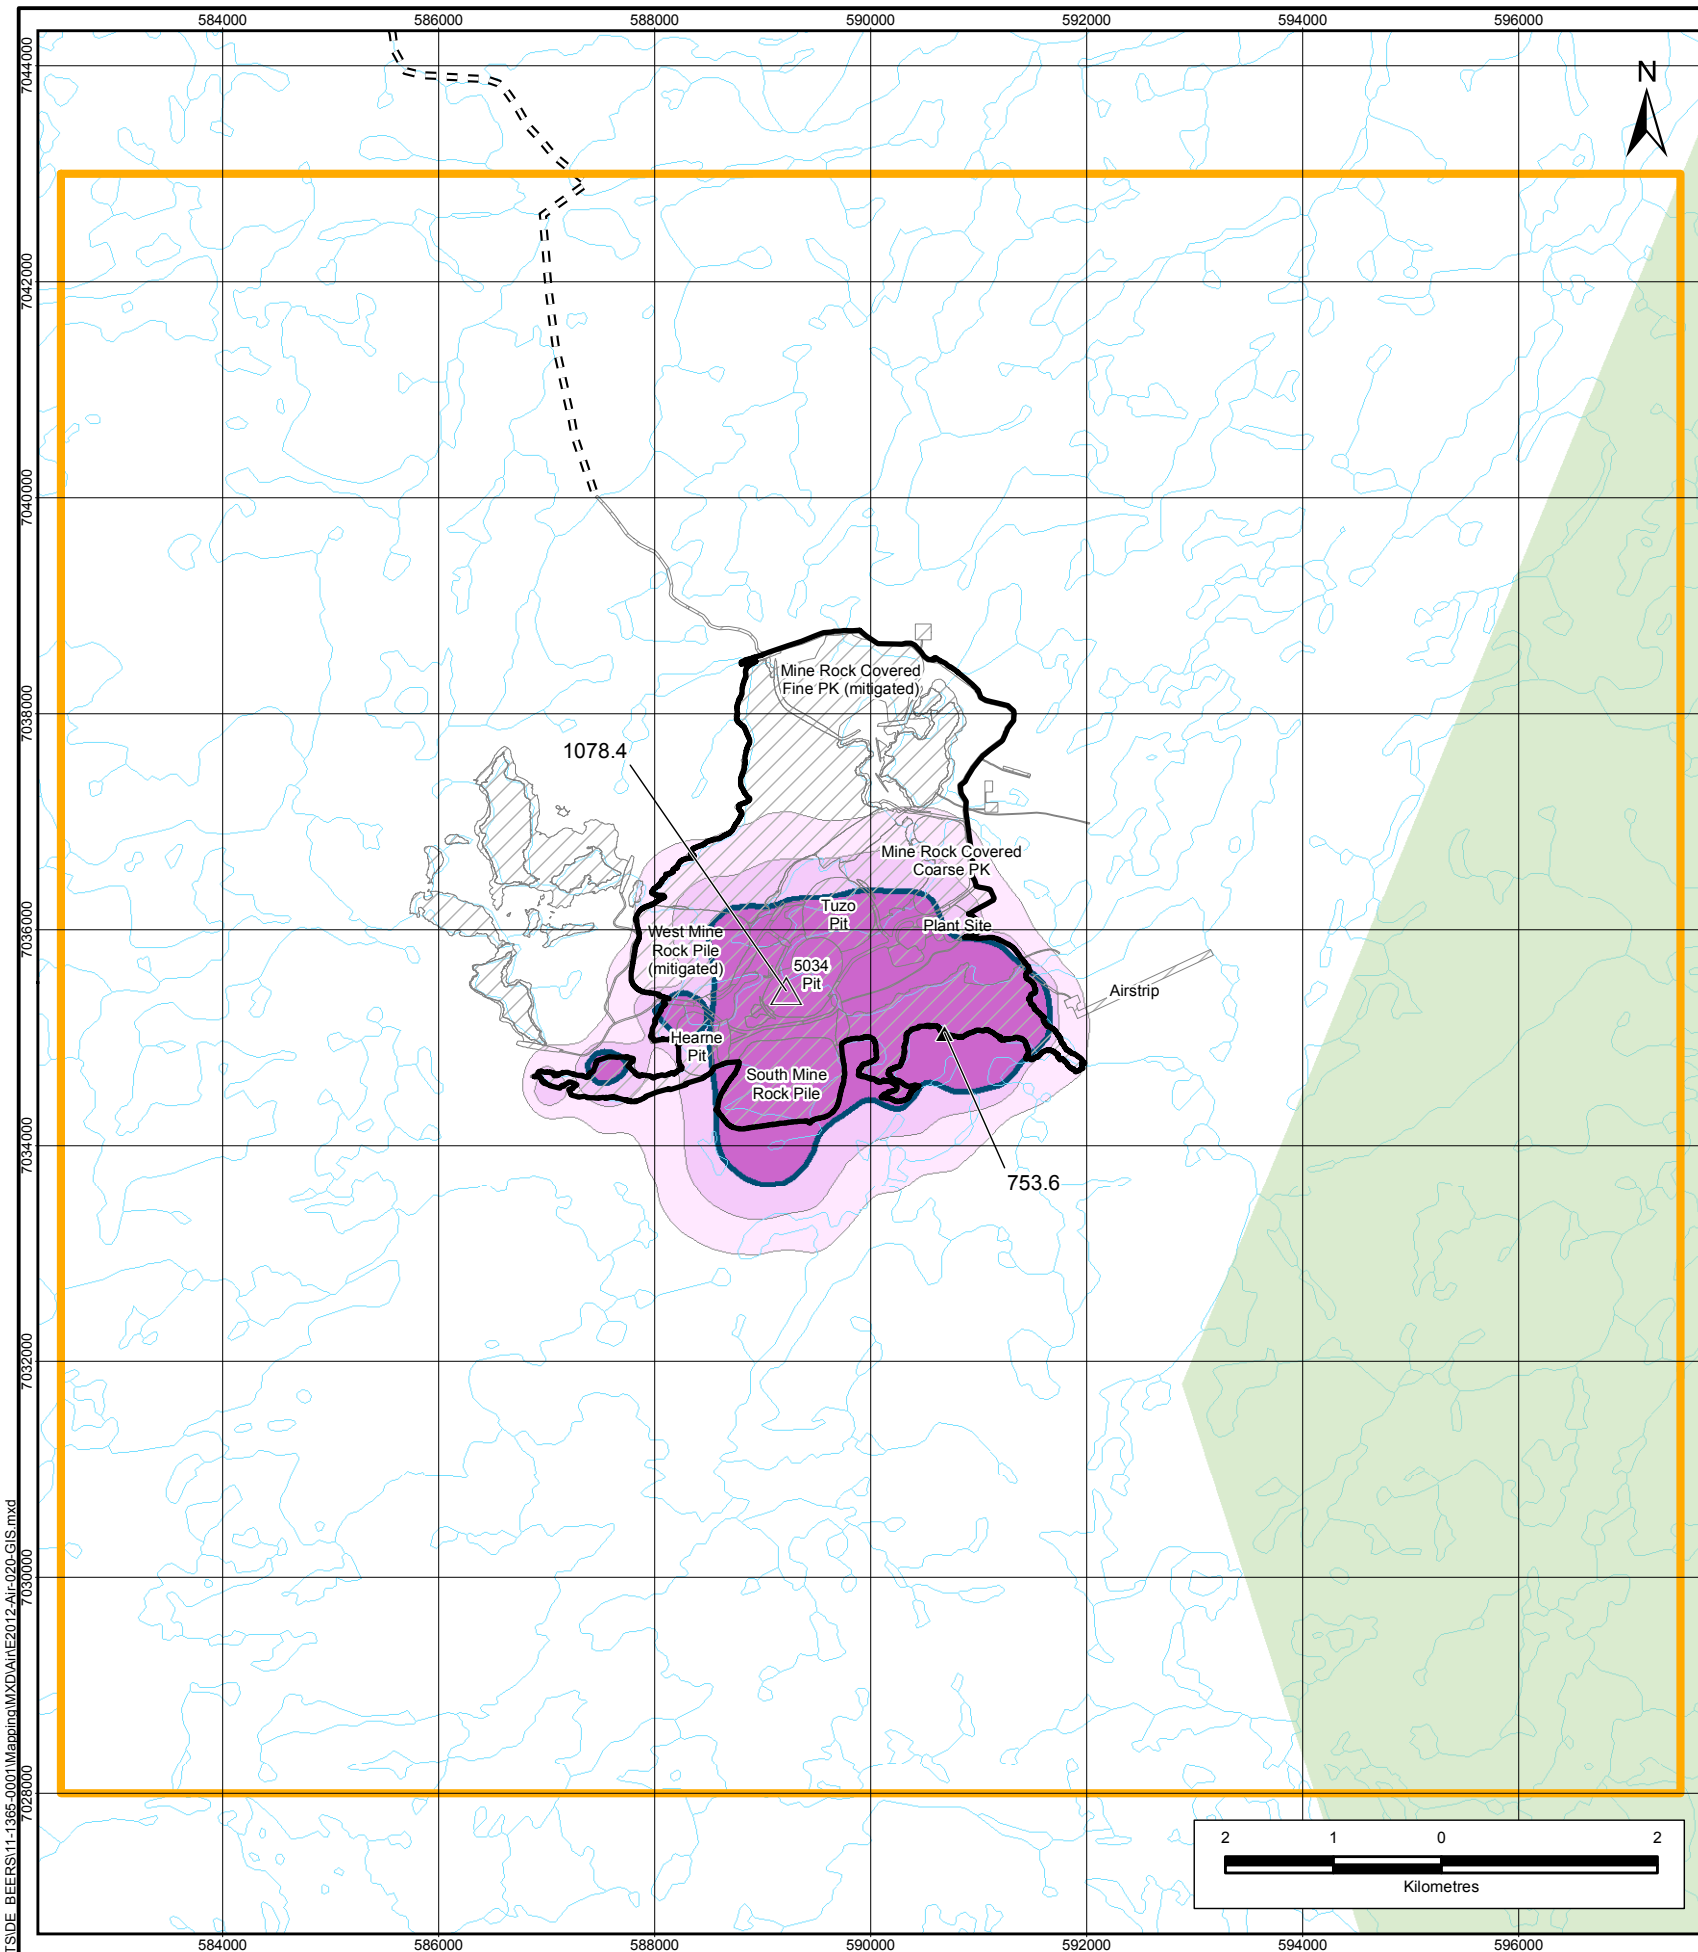 584000
586000
588000
590000
592000
594000
596000
7044000
N
7042000
7040000
Mine Rock Covered
Fine PK (mitigated)
7038000
1078.4
Mine Rock Covered
Coarse PK
Tuzo
Pit
Plant Site
7036000
West Mine
Rock Pile
(mitigated)
5034
Pit
Airstrip
Hearne
Pit
South Mine
Rock Pile
7034000
753.6
7032000
7030000
7028000
2
1
0
2
Kilometres
TS\DE_BEERS\11-1365-0001\Mapping\MXD\Air\E2012-Air-020-GIS.mxd
584000
586000
588000
590000
592000
594000
596000